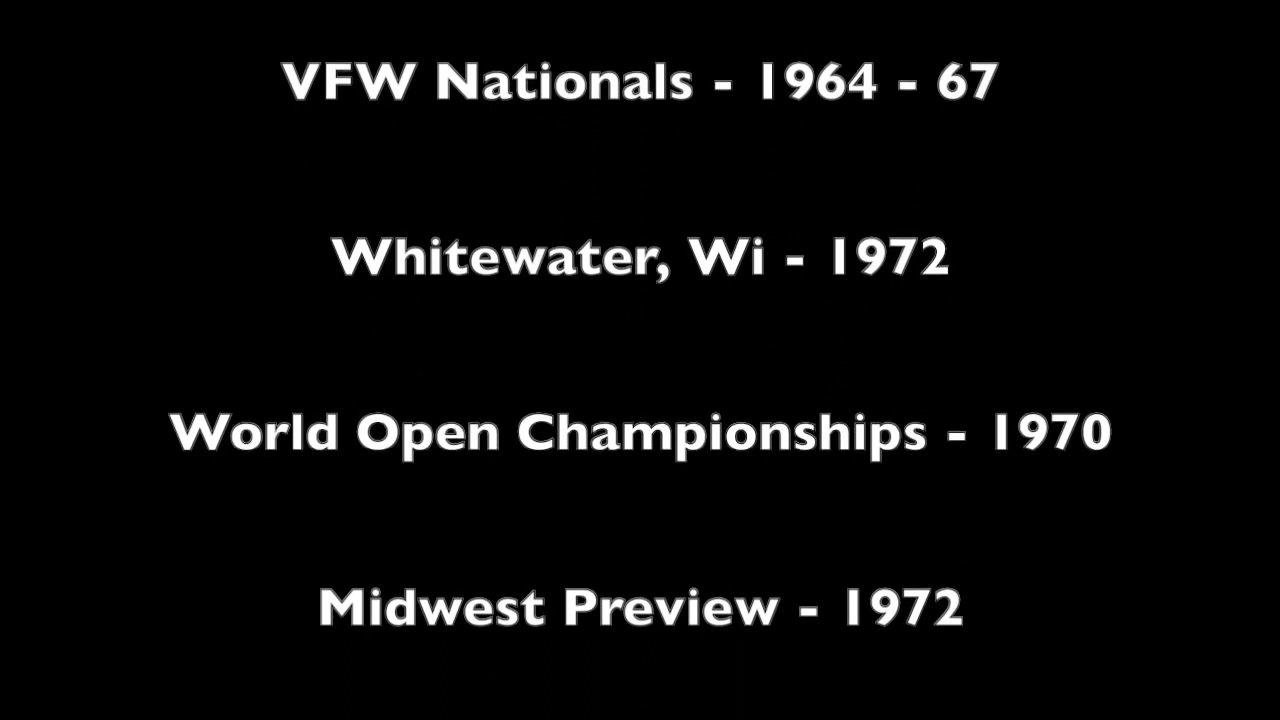 VFW Nationals - 1964 - 67
Whitewater, Wi - 1972
World Open Championships - 1970
Midwest Preview - 1972